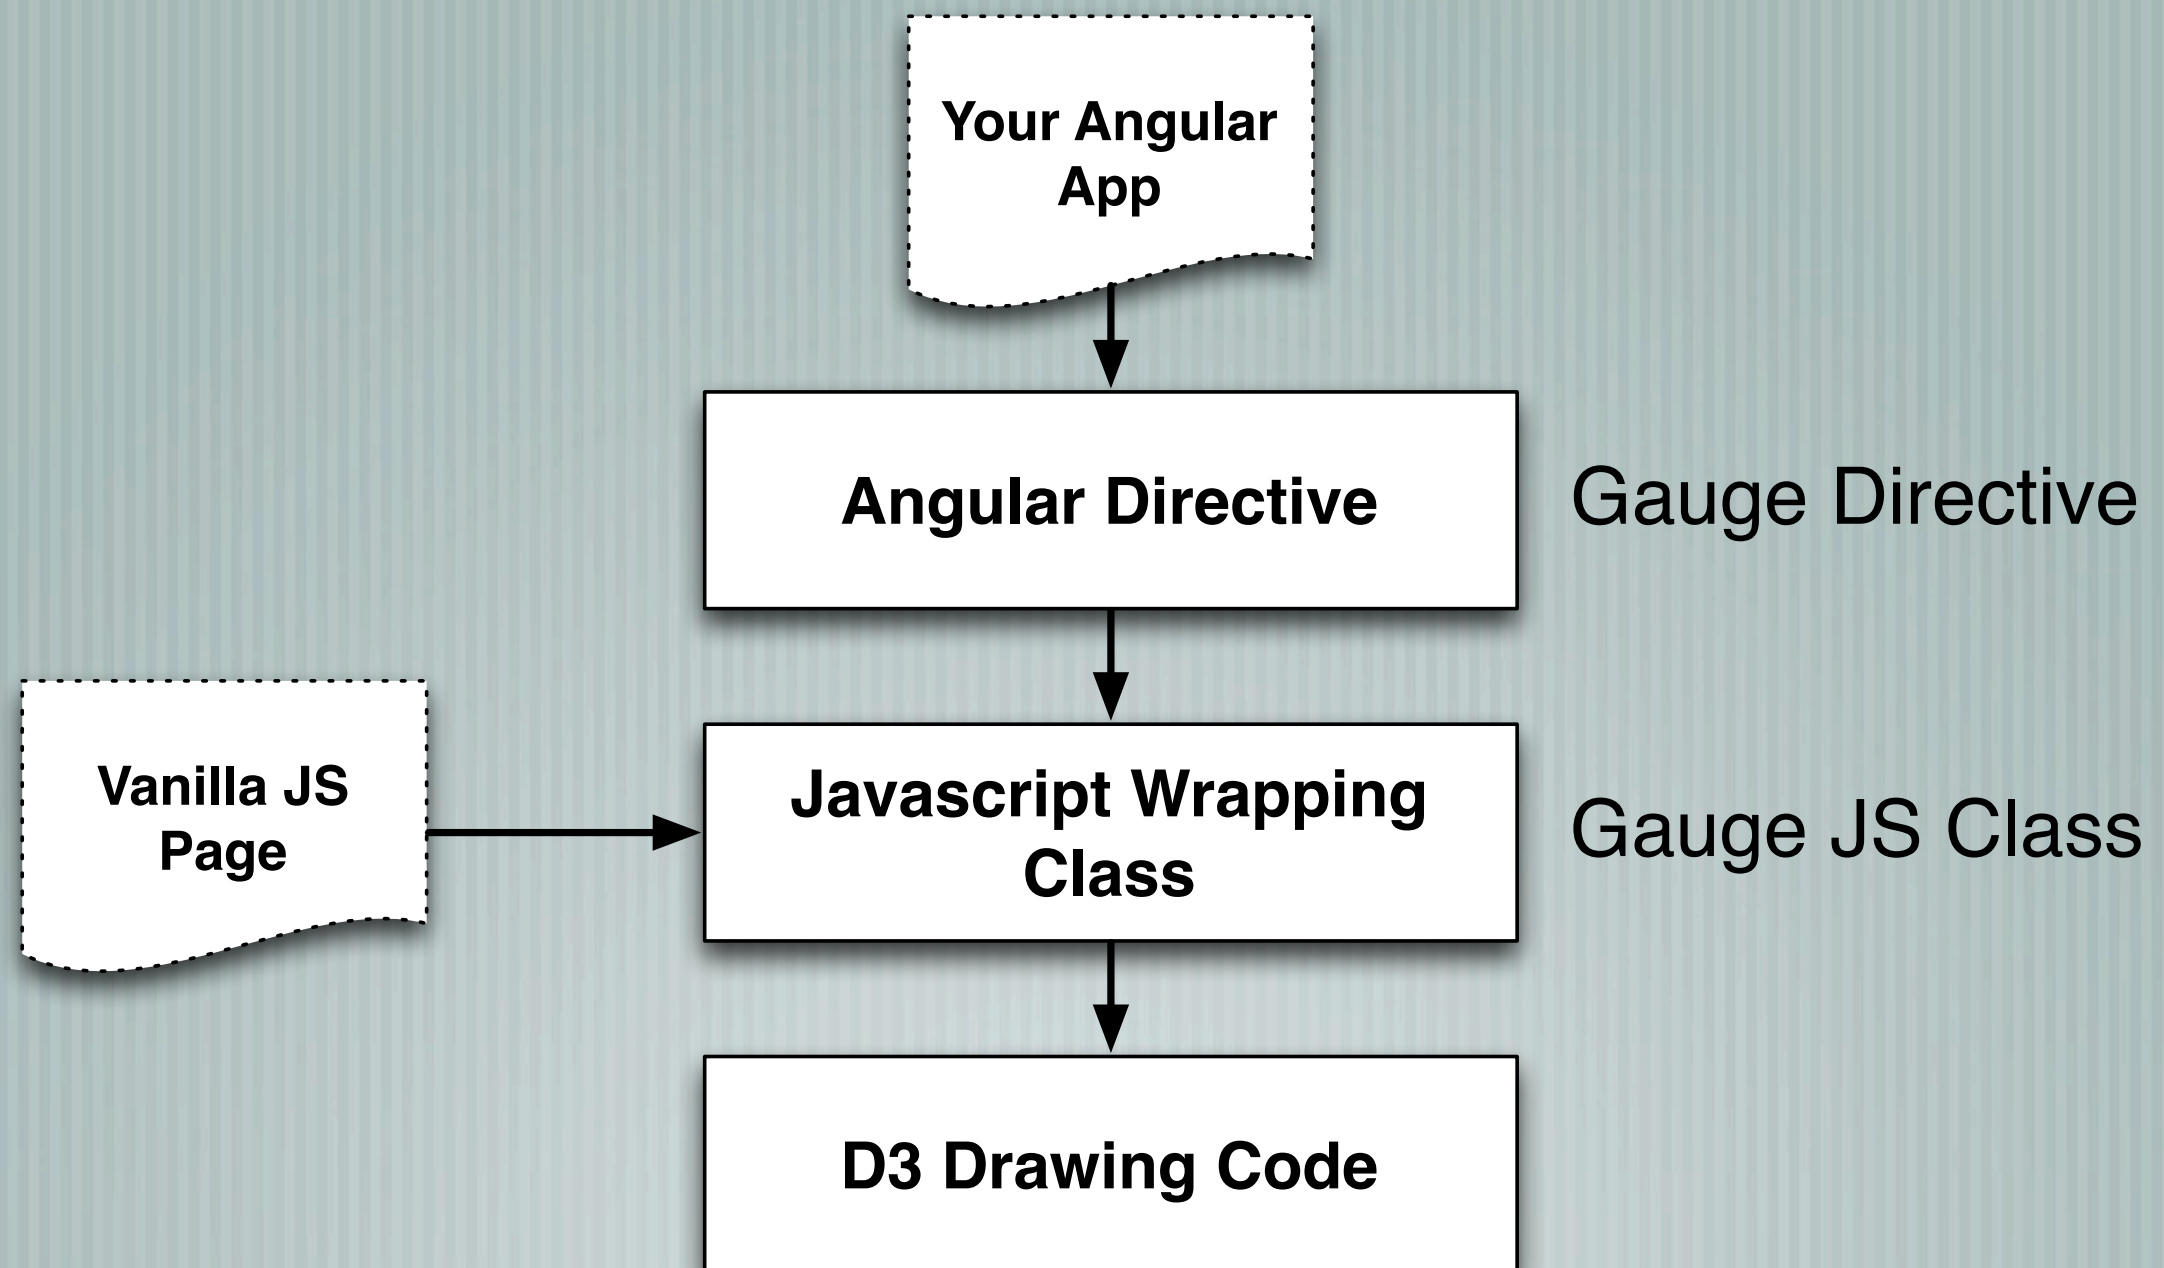 Your Angular
App
Angular Directive
Gauge Directive
Vanilla JS
Page
Javascript Wrapping
Class
Gauge JS Class
D3 Drawing Code